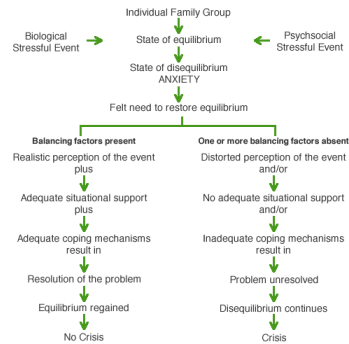 Individual Family Group
Biological
Stressful Event
State of equilibrium
Psychsocial
Stressful Event
State of disequilibrium
ANXIETY
Felt need to restore equilibrium
Balancing factors present
Realistic perception of the event
plus
Adequate situational support
plus
Adequate coping mechanisms
result in
Resolution of the problem
Equilibrium regained
No Crisis
One or more balancing factors absent
Distorted perception of the event
and/or
No adequate situational support
and/or
Inadequate coping mechanisms
result in
Problem unresolved
Disequilibrium continues
Crisis